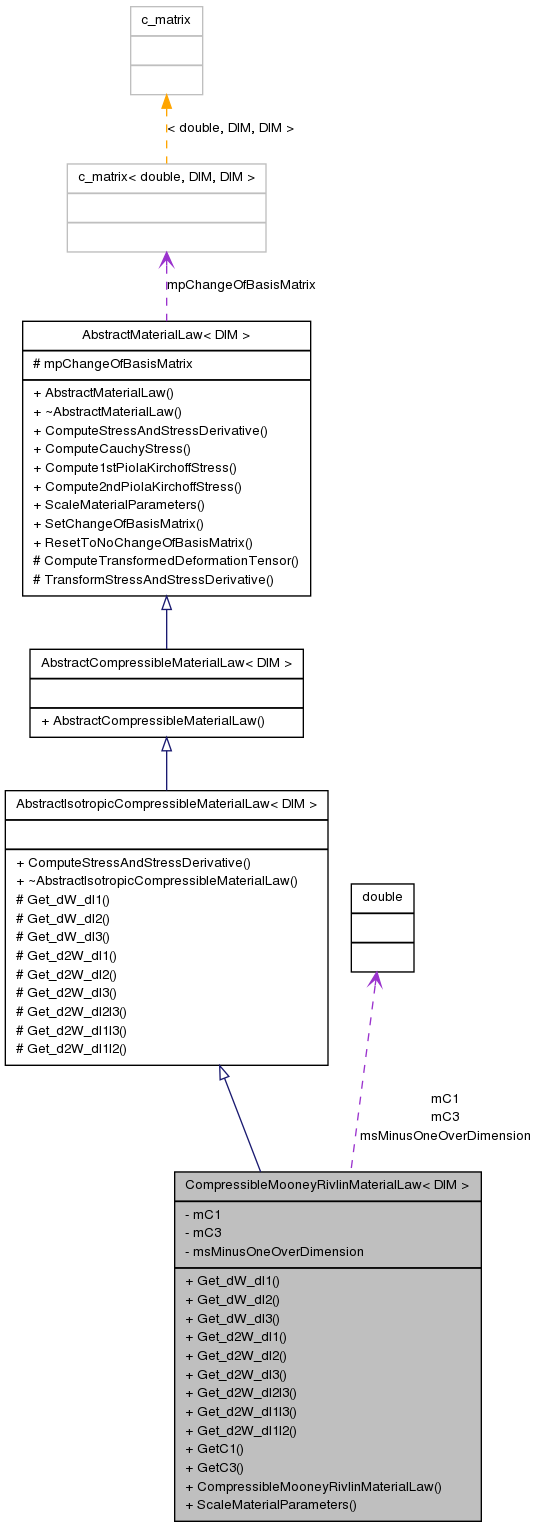 c_matrix
< double, DIM, DIM >
c_matrix< double, DIM, DIM >
mpChangeOfBasisMatrix
AbstractMaterialLaw< DIM >
# mpChangeOfBasisMatrix
+ AbstractMaterialLaw()
+ ~AbstractMaterialLaw()
+ ComputeStressAndStressDerivative()
+ ComputeCauchyStress()
+ Compute1stPiolaKirchoffStress()
+ Compute2ndPiolaKirchoffStress()
+ ScaleMaterialParameters()
+ SetChangeOfBasisMatrix()
+ ResetToNoChangeOfBasisMatrix()
# ComputeTransformedDeformationTensor()
# TransformStressAndStressDerivative()
AbstractCompressibleMaterialLaw< DIM >
+ AbstractCompressibleMaterialLaw()
AbstractIsotropicCompressibleMaterialLaw< DIM >
+ ComputeStressAndStressDerivative()
+ ~AbstractIsotropicCompressibleMaterialLaw()
# Get_dW_dI1()
# Get_dW_dI2()
# Get_dW_dI3()
# Get_d2W_dI1()
# Get_d2W_dI2()
# Get_d2W_dI3()
# Get_d2W_dI2I3()
# Get_d2W_dI1I3()
# Get_d2W_dI1I2()
double
mC1
mC3
msMinusOneOverDimension
CompressibleMooneyRivlinMaterialLaw< DIM >
- mC1
- mC3
- msMinusOneOverDimension
+ Get_dW_dI1()
+ Get_dW_dI2()
+ Get_dW_dI3()
+ Get_d2W_dI1()
+ Get_d2W_dI2()
+ Get_d2W_dI3()
+ Get_d2W_dI2I3()
+ Get_d2W_dI1I3()
+ Get_d2W_dI1I2()
+ GetC1()
+ GetC3()
+ CompressibleMooneyRivlinMaterialLaw()
+ ScaleMaterialParameters()